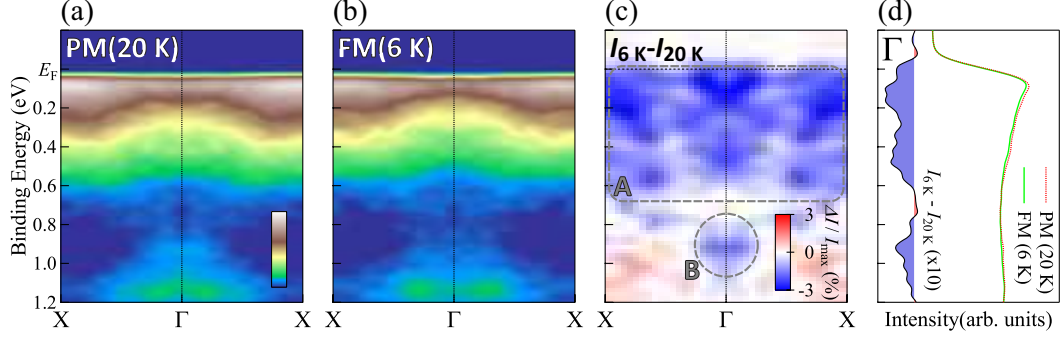 (a)
PM(20 K)
(b)
FM(6 K)
(c)
I6 K-I20 K
(d)
Γ
EF
0.2
0.4
0.6
0.8
1.0
1.2
Binding Energy (eV)
X
Γ
X
X
Γ
X
A
B
3
0
-3
ΔI / Imax (%)
X
Γ
X
I6 K - I20 K (x10)
FM (6 K)
PM (20 K)
Intensity(arb. units)